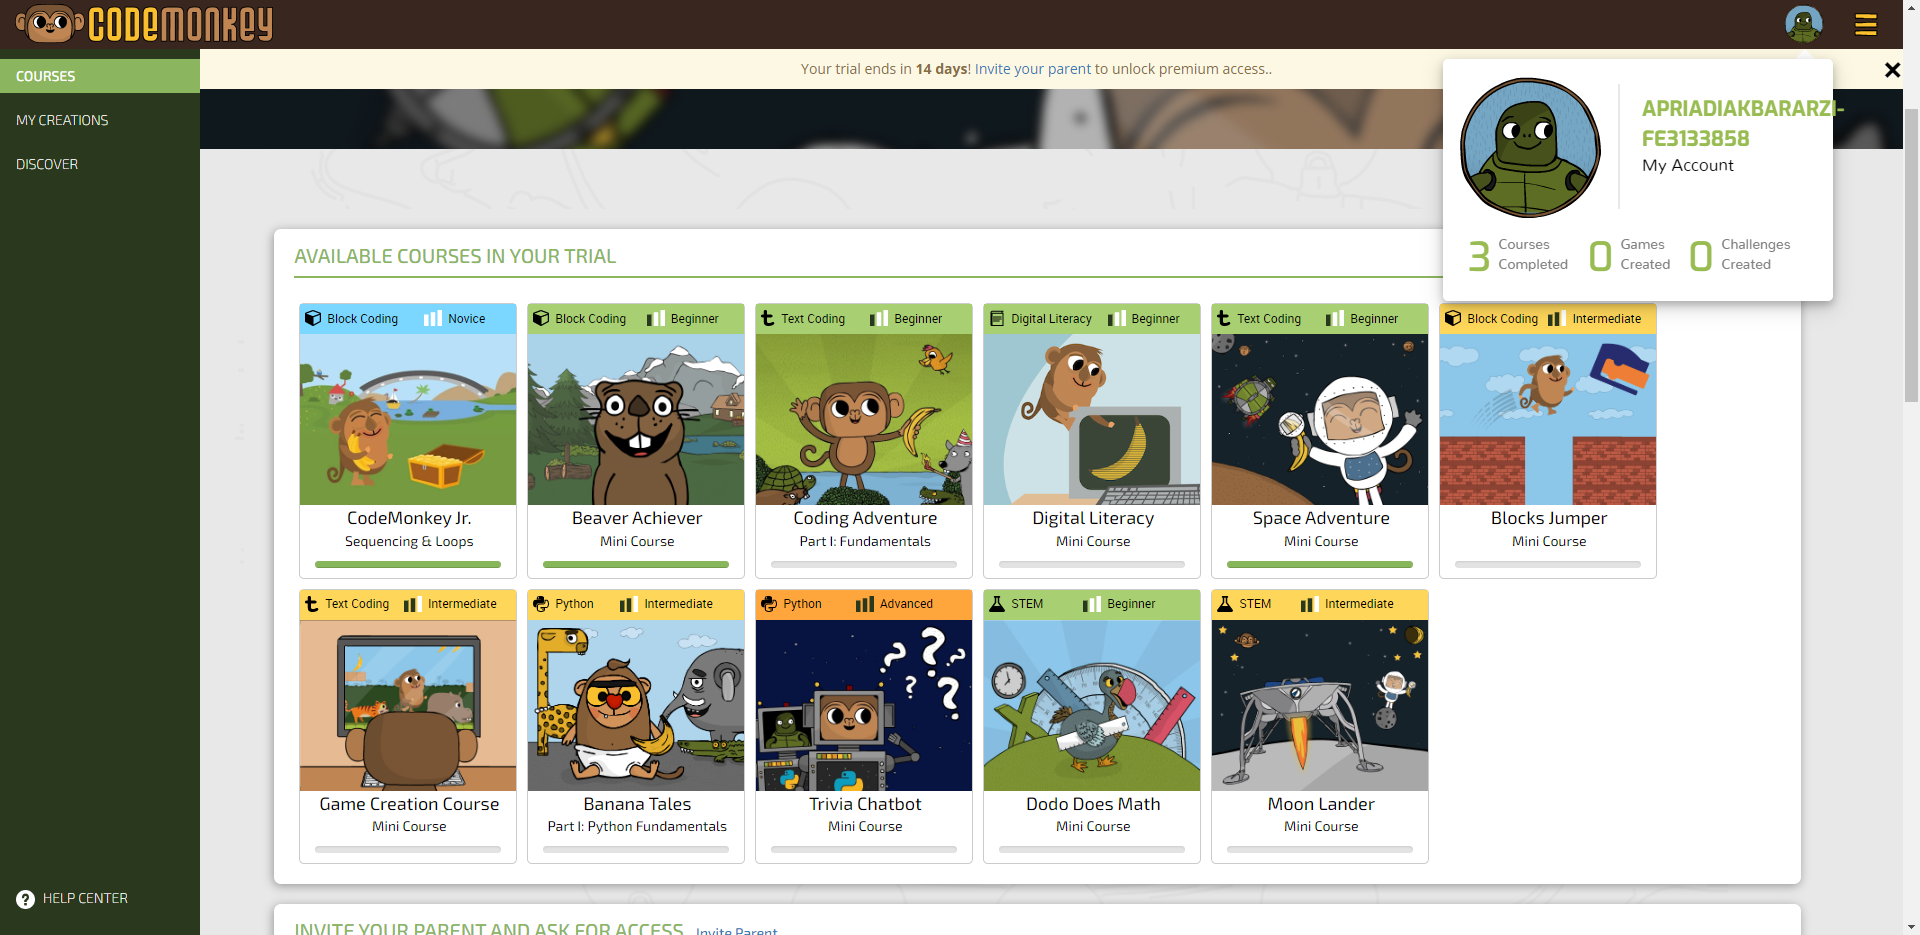 CODEMONKEY
COURSES
MY CREATIONS
DISCOVER
HELP CENTER
Your trial ends in 14 days! Invite your parent to unlock premium access..
APRIADIAKBARARZI-
FE3133858
My Account
3 Courses Completed
0 Games Created
0 Challenges Created
AVAILABLE COURSES IN YOUR TRIAL
Block Coding Novice
CodeMonkey Jr.
Sequencing & Loops
Block Coding Beginner
Beaver Achiever
Mini Course
Text Coding Beginner
Coding Adventure
Part I: Fundamentals
Digital Literacy Beginner
Digital Literacy
Mini Course
Text Coding Beginner
Space Adventure
Mini Course
Block Coding Intermediate
Blocks Jumper
Mini Course
Text Coding Intermediate
Game Creation Course
Mini Course
Python Intermediate
Banana Tales
Part I: Python Fundamentals
Python Advanced
Trivia Chatbot
Mini Course
STEM Beginner
Dodo Does Math
Mini Course
STEM Intermediate
Moon Lander
Mini Course
INVITE YOUR PARENT AND ASK FOR ACCESS Invite Parent